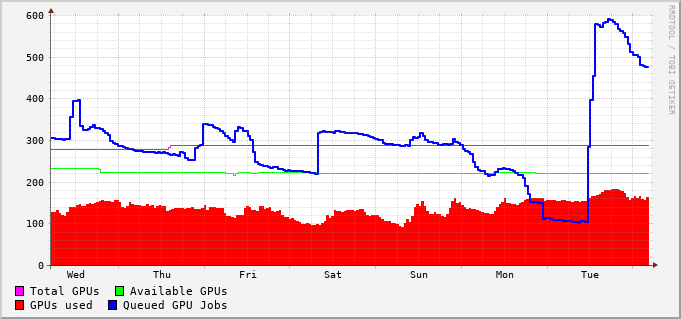 600
500
400
300
200
100
0
Wed Thu Fri Sat Sun Mon Tue
Total GPUs Available GPUs
GPUs used Queued GPU Jobs
RRDTOOL / TOBI OETIKER